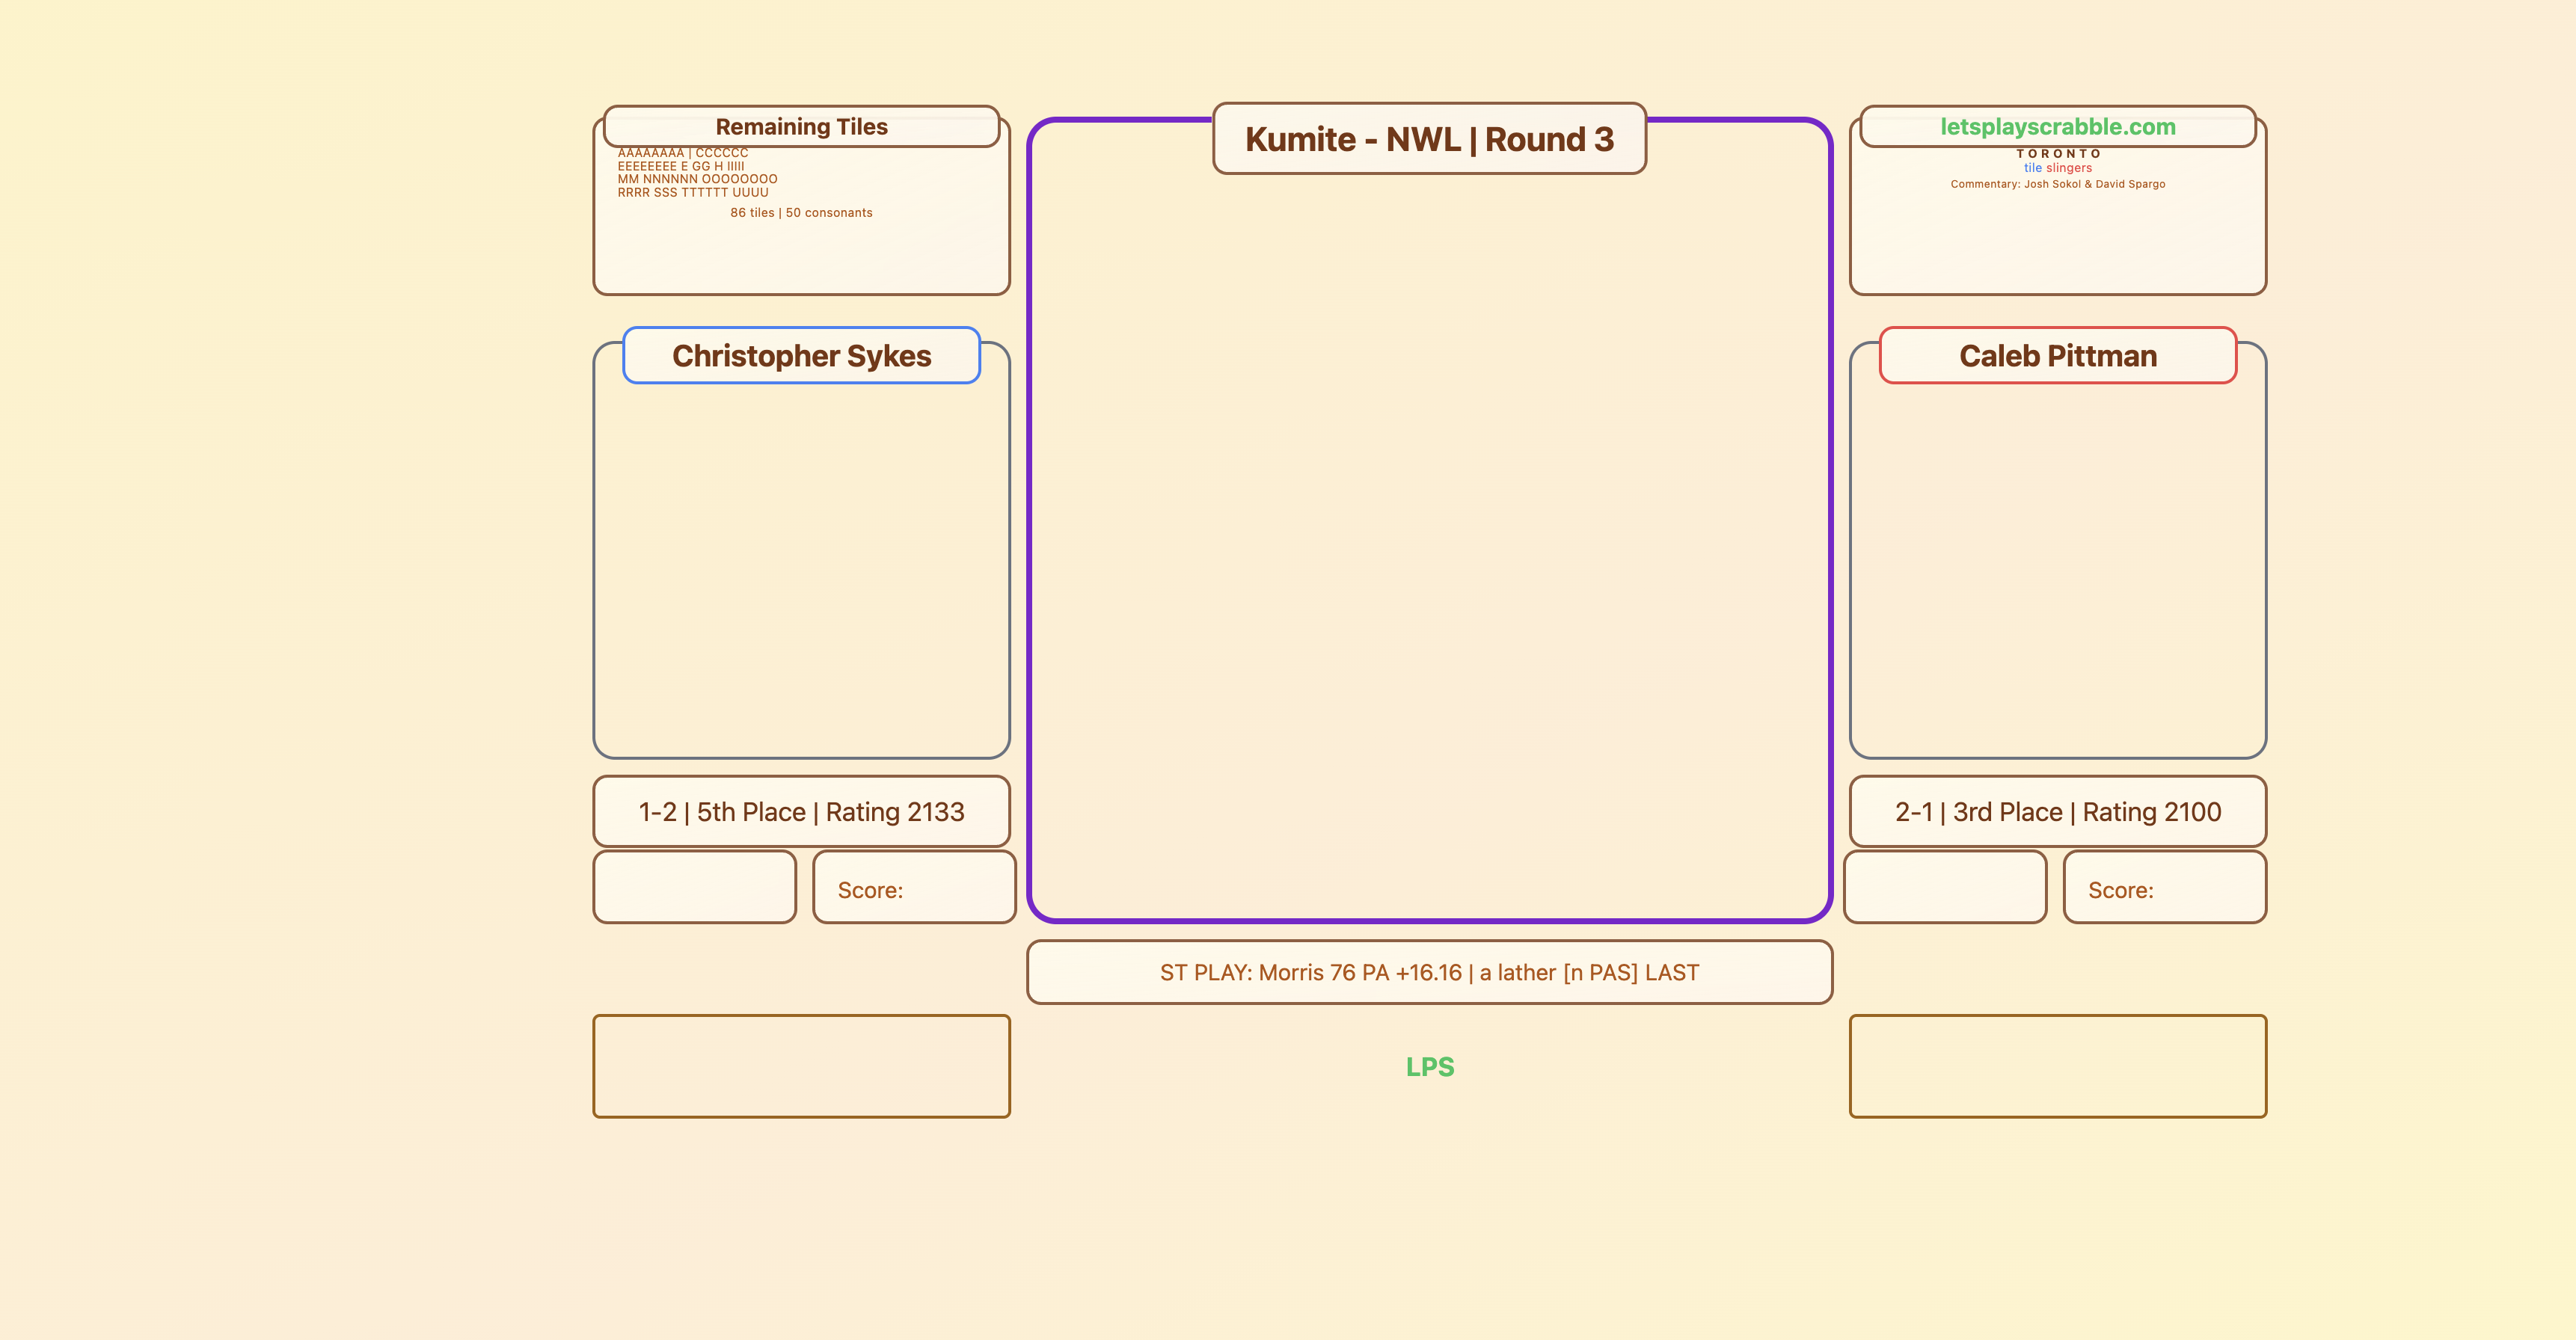 Remaining Tiles
AAAAAAAA | CCCCCC
EEEEEEEE E GG H IIIII
MM NNNNNN OOOOOOOO
RRRR SSS TTTTTT UUUU
86 tiles | 50 consonants
Christopher Sykes
1-2 | 5th Place | Rating 2133
Score:
Kumite - NWL | Round 3
ST PLAY: Morris 76 PA +16.16 | a lather [n PAS] LAST
LPS
letsplayscrabble.com
TORONTO
tile slingers
Commentary: Josh Sokol & David Spargo
Caleb Pittman
2-1 | 3rd Place | Rating 2100
Score: